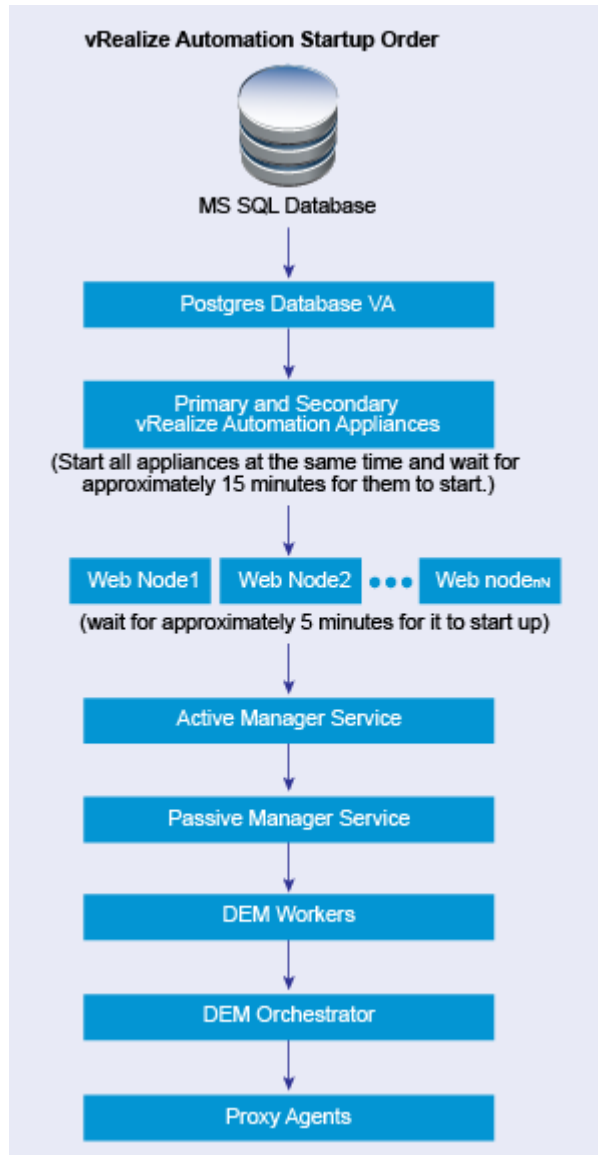 vRealize Automation Startup Order
MS SQL Database
Postgres Database VA
Primary and Secondary
vRealize Automation Appliances
(Start all appliances at the same time and wait for
approximately 15 minutes for them to start.)
Web Node1 Web Node2 ••• Web nodenN
(wait for approximately 5 minutes for it to start up)
Active Manager Service
Passive Manager Service
DEM Workers
DEM Orchestrator
Proxy Agents